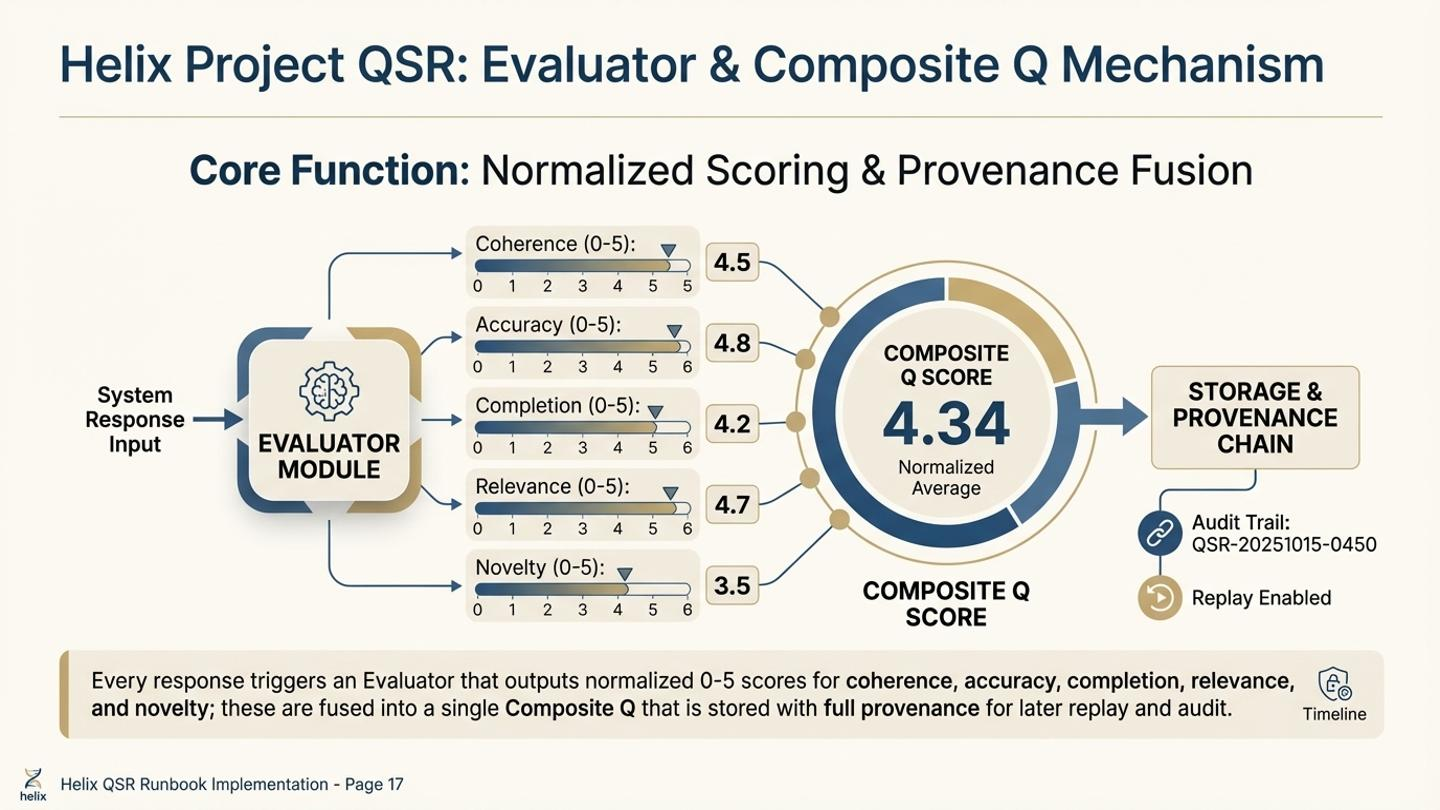 Helix Project QSR: Evaluator & Composite Q Mechanism
Core Function: Normalized Scoring & Provenance Fusion
System
Response
Input
EVALUATOR
MODULE
Coherence (0-5):
0 1 2 3 4 5 5
4.5
Accuracy (0-5):
0 1 2 3 4 5 6
4.8
Completion (0-5):
0 1 2 3 4 5 6
4.2
Relevance (0-5):
0 1 2 3 4 5 6
4.7
Novelty (0-5):
0 1 2 3 4 5 6
3.5
COMPOSITE
Q SCORE
4.34
Normalized
Average
COMPOSITE Q
SCORE
STORAGE &
PROVENANCE
CHAIN
Audit Trail:
QSR-20251015-0450
Replay Enabled
Every response triggers an Evaluator that outputs normalized 0-5 scores for coherence, accuracy, completion, relevance,
and novelty; these are fused into a single Composite Q that is stored with full provenance for later replay and audit.
Timeline
helix
Helix QSR Runbook Implementation - Page 17